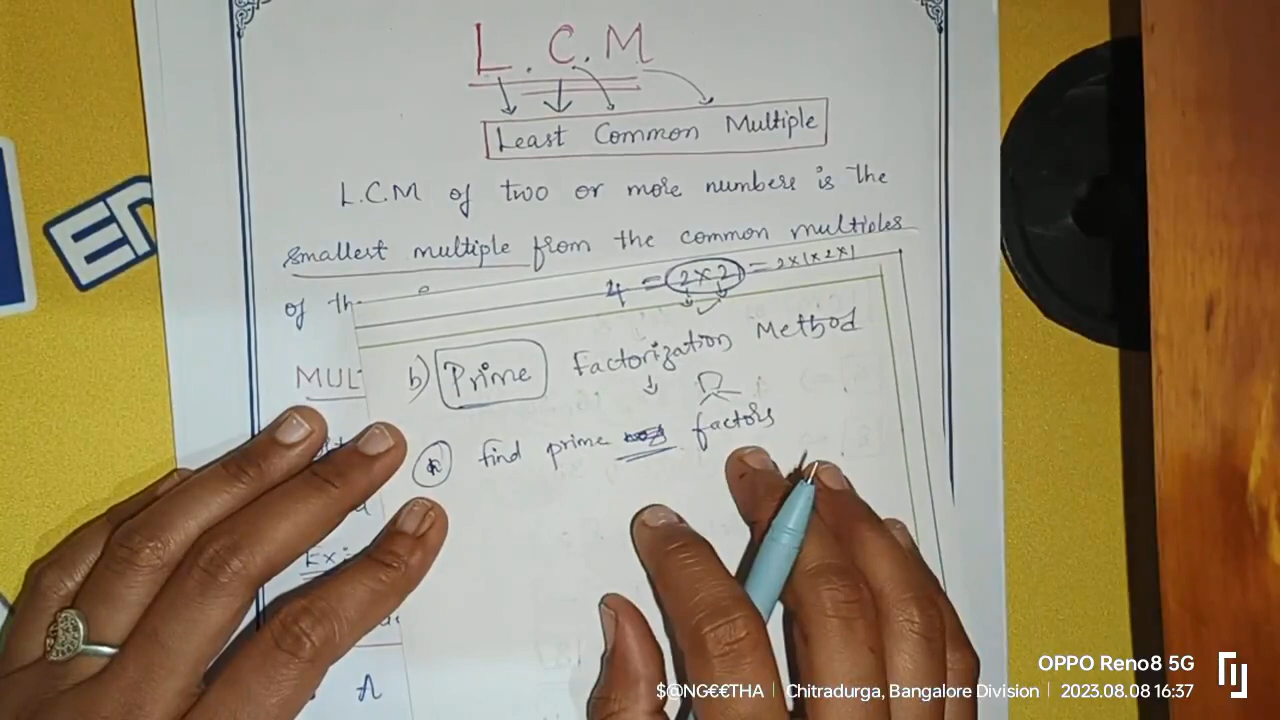 L.C.M
Least Common Multiple
L.C.M of two or more numbers is the
smallest multiple from the common multiples
of th
4 = 2×2 = 2×1×2×1
b) Prime Factorization Method
MUL
find prime factors
Ex:
A
EN
OPPO Reno8 5G
$@NG€€THA | Chitradurga, Bangalore Division | 2023.08.08 16:37